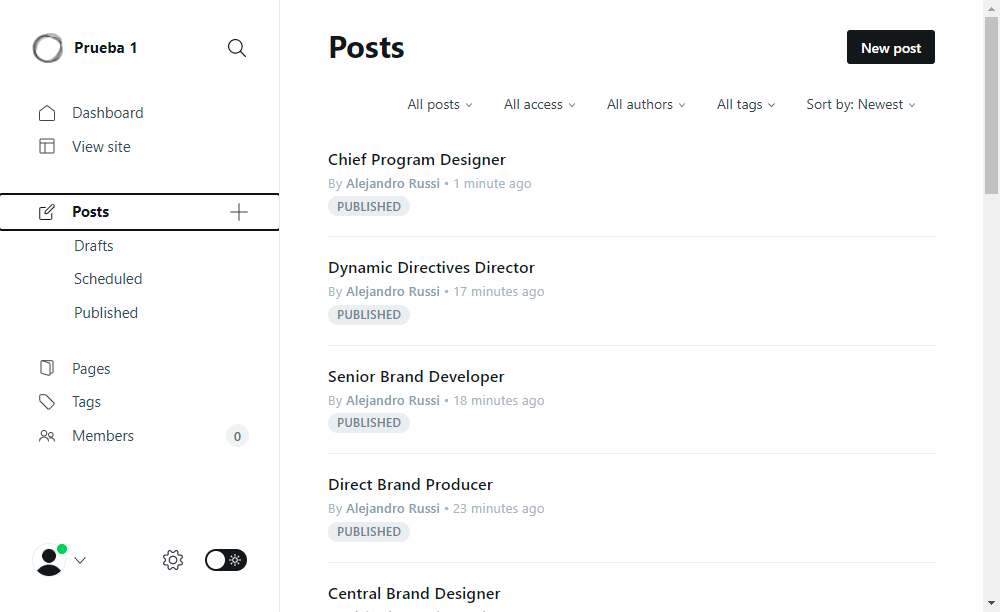 Prueba 1
Dashboard
View site
Posts
Drafts
Scheduled
Published
Pages
Tags
Members 0
Posts
New post
All posts All access All authors All tags Sort by: Newest
Chief Program Designer
By Alejandro Russi • 1 minute ago
PUBLISHED
Dynamic Directives Director
By Alejandro Russi • 17 minutes ago
PUBLISHED
Senior Brand Developer
By Alejandro Russi • 18 minutes ago
PUBLISHED
Direct Brand Producer
By Alejandro Russi • 23 minutes ago
PUBLISHED
Central Brand Designer